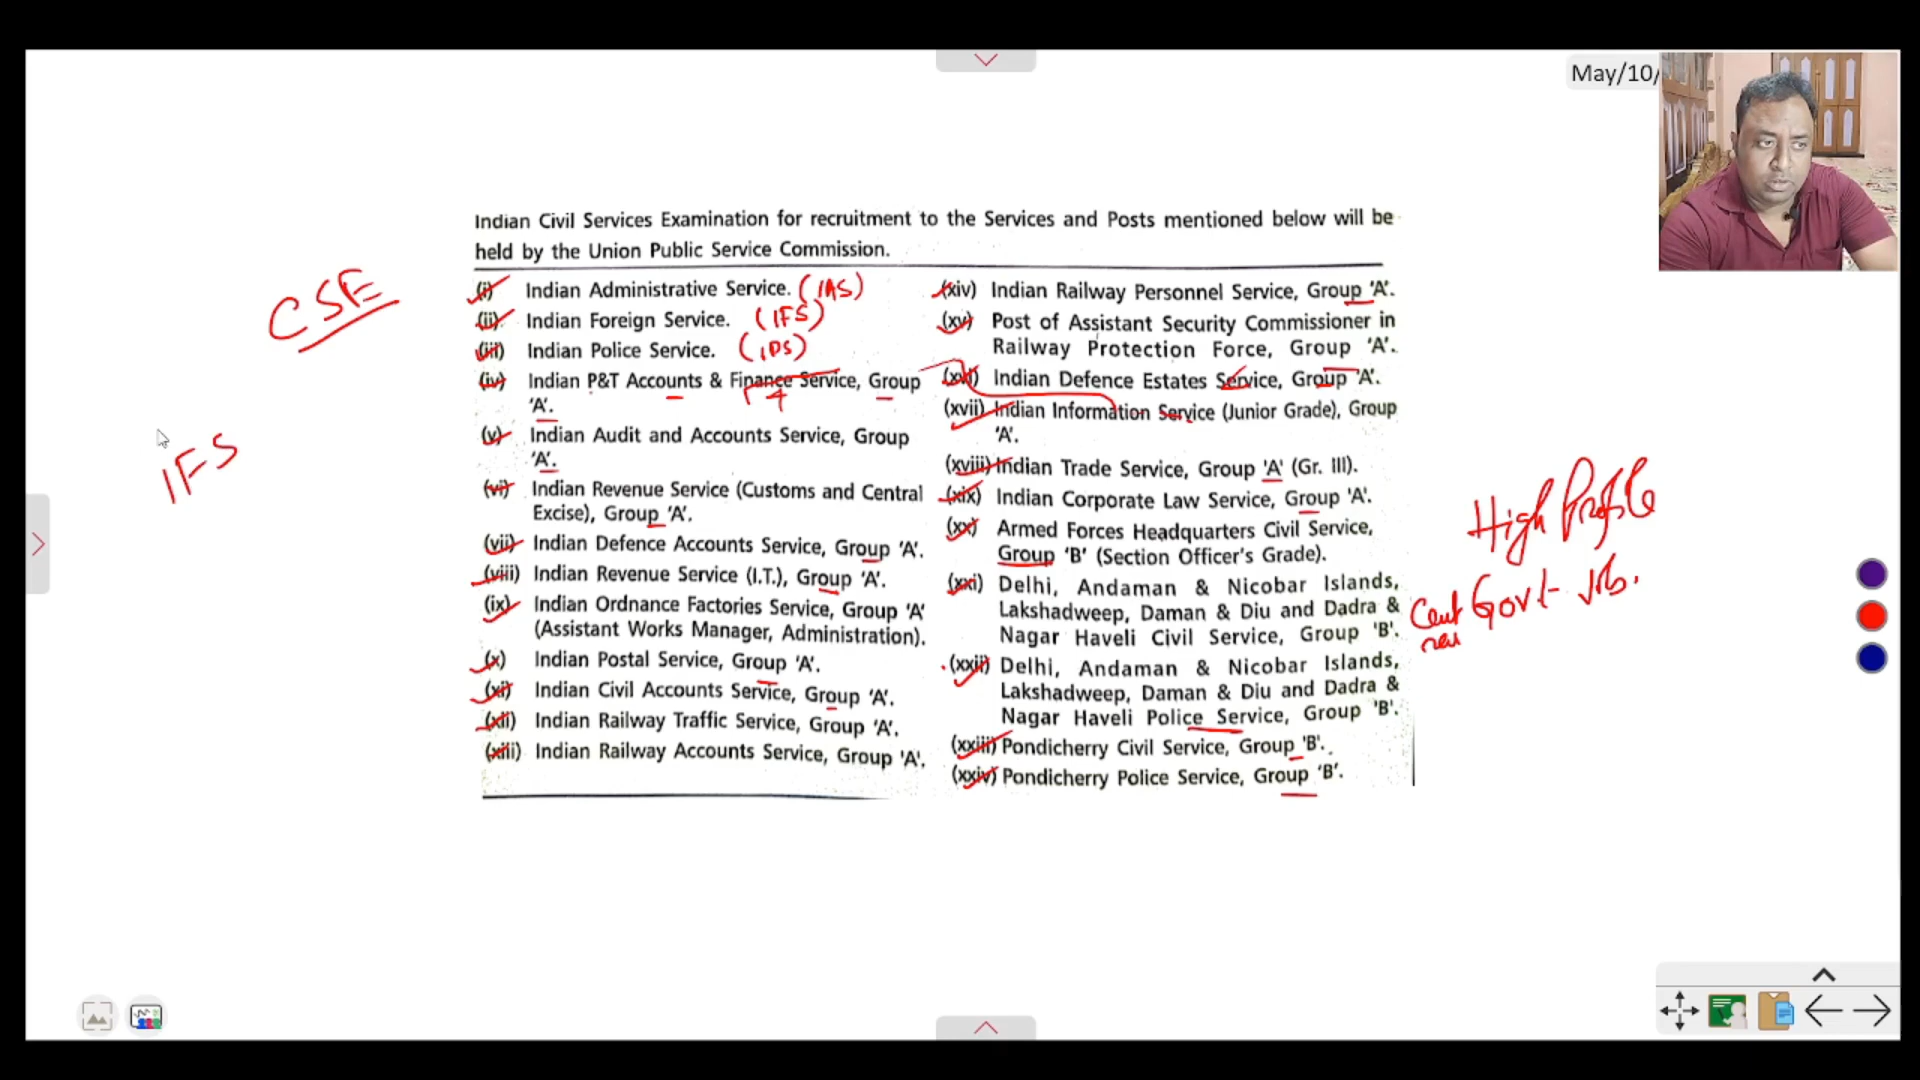 May/10/
Indian Civil Services Examination for recruitment to the Services and Posts mentioned below will be
held by the Union Public Service Commission.
CSE
IFS
(i) Indian Administrative Service. (IAS)
(ii) Indian Foreign Service. (IFS)
(iii) Indian Police Service. (IPS)
(iv) Indian P&T Accounts & Finance Service, Group
'A'.
(v) Indian Audit and Accounts Service, Group
'A'.
(vi) Indian Revenue Service (Customs and Central
Excise), Group 'A'.
(vii) Indian Defence Accounts Service, Group 'A'.
(viii) Indian Revenue Service (I.T.), Group 'A'.
(ix) Indian Ordnance Factories Service, Group 'A'
(Assistant Works Manager, Administration).
(x) Indian Postal Service, Group 'A'.
(xi) Indian Civil Accounts Service, Group 'A'.
(xii) Indian Railway Traffic Service, Group 'A'.
(xiii) Indian Railway Accounts Service, Group 'A'.
(xiv) Indian Railway Personnel Service, Group 'A'.
(xv) Post of Assistant Security Commissioner in
Railway Protection Force, Group 'A'.
(xvi) Indian Defence Estates Service, Group 'A'.
(xvii) Indian Information Service (Junior Grade), Group
'A'.
(xviii) Indian Trade Service, Group 'A' (Gr. III).
(xix) Indian Corporate Law Service, Group 'A'.
(xx) Armed Forces Headquarters Civil Service,
Group 'B' (Section Officer's Grade).
(xxi) Delhi, Andaman & Nicobar Islands,
Lakshadweep, Daman & Diu and Dadra &
Nagar Haveli Civil Service, Group 'B'.
(xxii) Delhi, Andaman & Nicobar Islands,
Lakshadweep, Daman & Diu and Dadra &
Nagar Haveli Police Service, Group 'B'.
(xxiii) Pondicherry Civil Service, Group 'B'.
(xxiv) Pondicherry Police Service, Group 'B'.
High Profile
Govt Job.